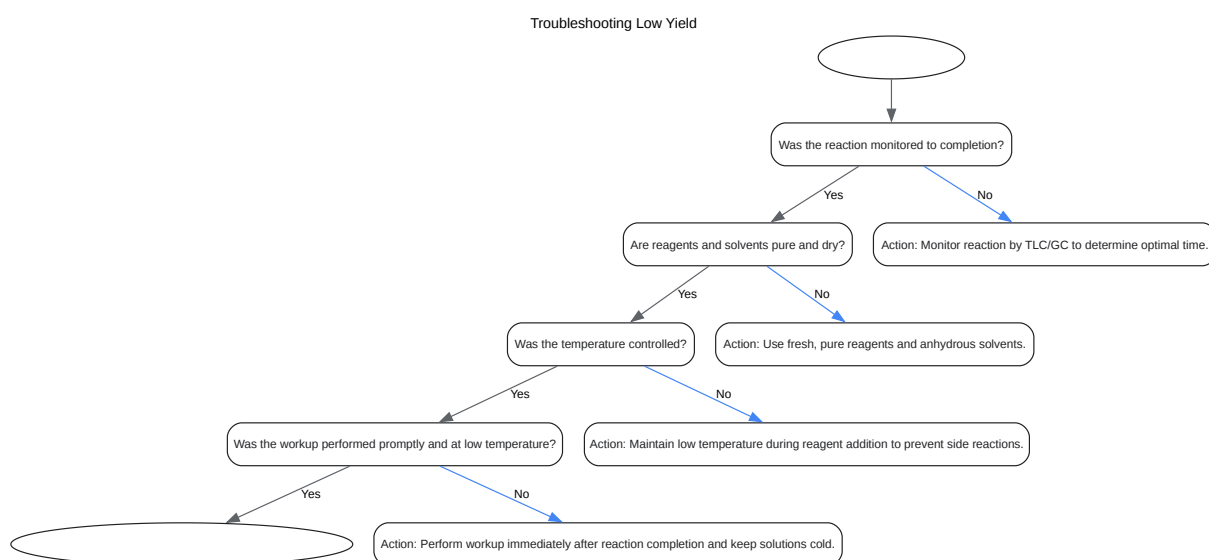 Troubleshooting Low Yield
Was the reaction monitored to completion?
Yes
No
Are reagents and solvents pure and dry?
Action: Monitor reaction by TLC/GC to determine optimal time.
Yes
No
Was the temperature controlled?
Action: Use fresh, pure reagents and anhydrous solvents.
Yes
No
Was the workup performed promptly and at low temperature?
Action: Maintain low temperature during reagent addition to prevent side reactions.
Yes
No
Action: Perform workup immediately after reaction completion and keep solutions cold.